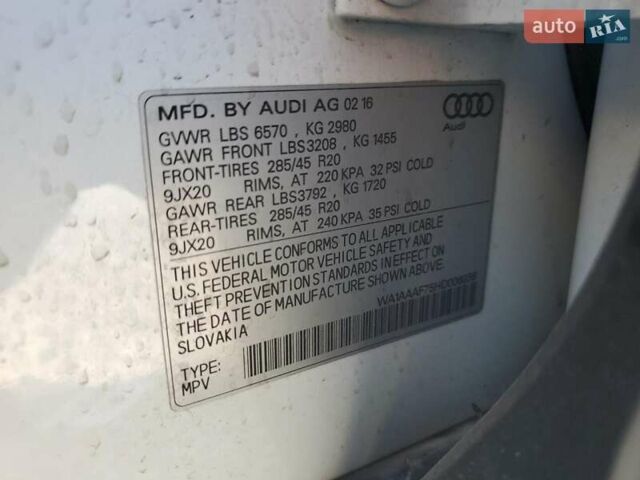 auto RIA.com
MFD. BY AUDI AG 02 16
Audi
GVWR LBS 6570 , KG 2980
GAWR FRONT LBS3208 , KG 1455
FRONT-TIRES 285/45 R20
9JX20 RIMS, AT 220 KPA 32 PSI COLD
GAWR REAR LBS3792 , KG 1720
REAR-TIRES 285/45 R20
9JX20 RIMS, AT 240 KPA 35 PSI COLD
THIS VEHICLE CONFORMS TO ALL APPLICABLE
U.S. FEDERAL MOTOR VEHICLE SAFETY AND
THEFT PREVENTION STANDARDS IN EFFECT ON
THE DATE OF MANUFACTURE SHOWN ABOVE.
SLOVAKIA
TYPE:
MPV